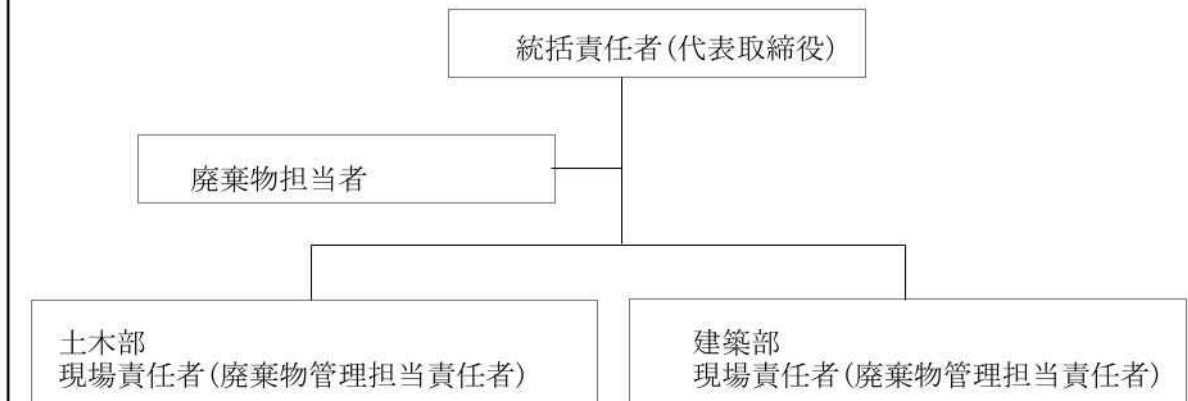 統括責任者(代表取締役)
廃棄物担当者
土木部
現場責任者(廃棄物管理担当責任者)
建築部
現場責任者(廃棄物管理担当責任者)